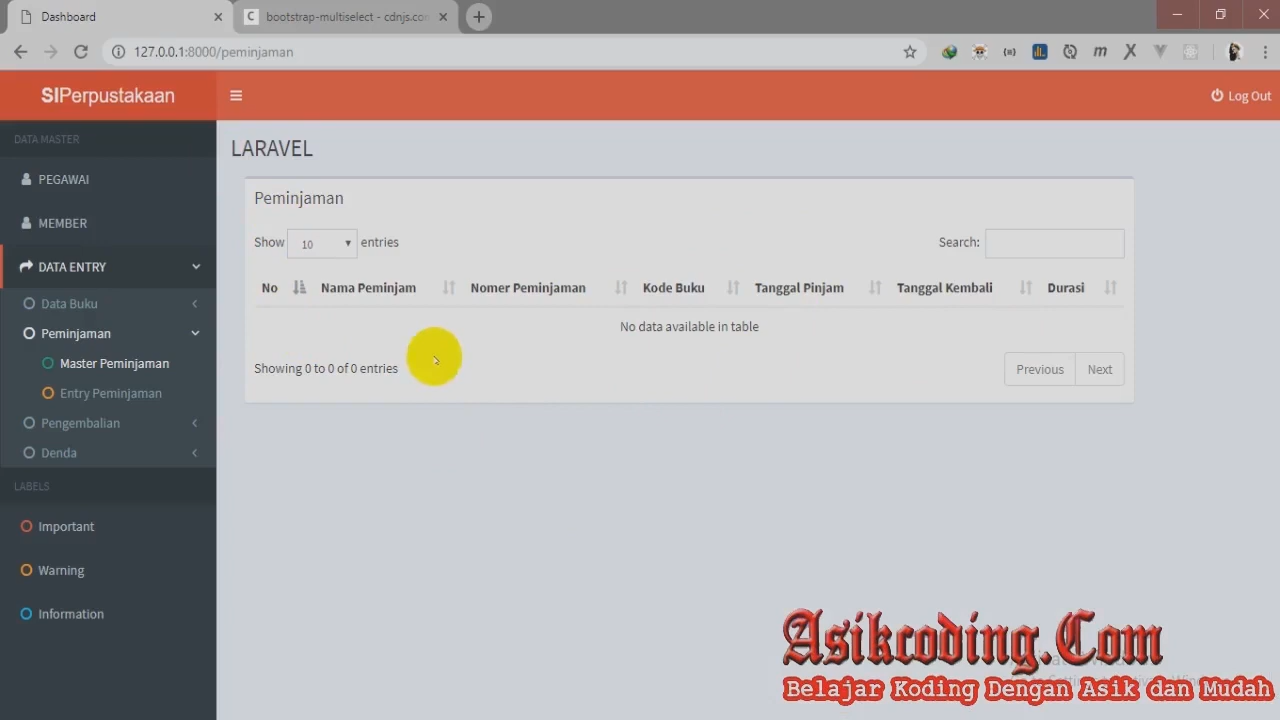 Dashboard
bootstrap-multiselect - cdnjs.con
127.0.0.1:8000/peminjaman
SIPerpustakaan
Log Out
DATA MASTER
PEGAWAI
MEMBER
DATA ENTRY
Data Buku
Peminjaman
Master Peminjaman
Entry Peminjaman
Pengembalian
Denda
LABELS
Important
Warning
Information
LARAVEL
Peminjaman
Show 10 entries
Search:
No Nama Peminjam Nomer Peminjaman Kode Buku Tanggal Pinjam Tanggal Kembali Durasi
No data available in table
Showing 0 to 0 of 0 entries
Previous Next
Asikcoding.Com
Belajar Koding Dengan Asik dan Mudah